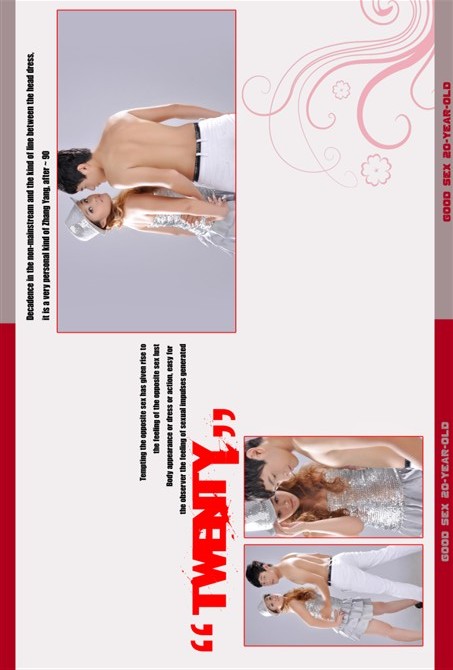 Decadence in the non-mainstream and the kind of line between the head dress,
it is a very personal kind of Zhang Yang, after ~ 90
GOOD SEX 20-YEAR-OLD
Tempting the opposite sex has given rise to
the feeling of the opposite sex lust
Body appearance or dress or action, easy for
the observer the feeling of sexual impulses generated
“TWENTY”
GOOD SEX 20-YEAR-OLD